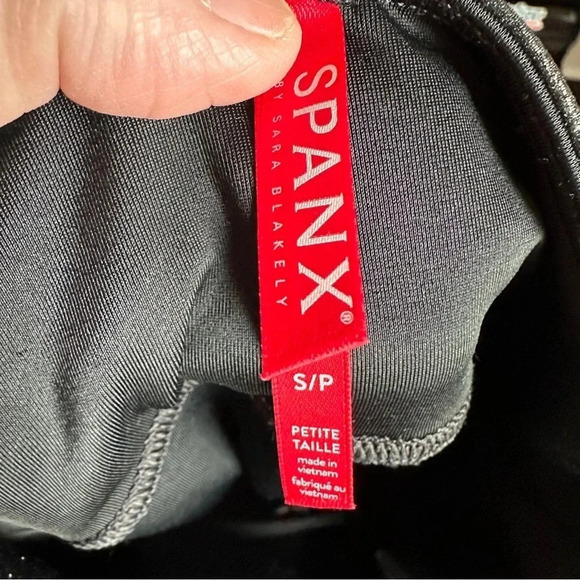 SPANX®
BY SARA BLAKELY
S/P
PETITE
TAILLE
made in
vietnam
fabriqué au
vietnam